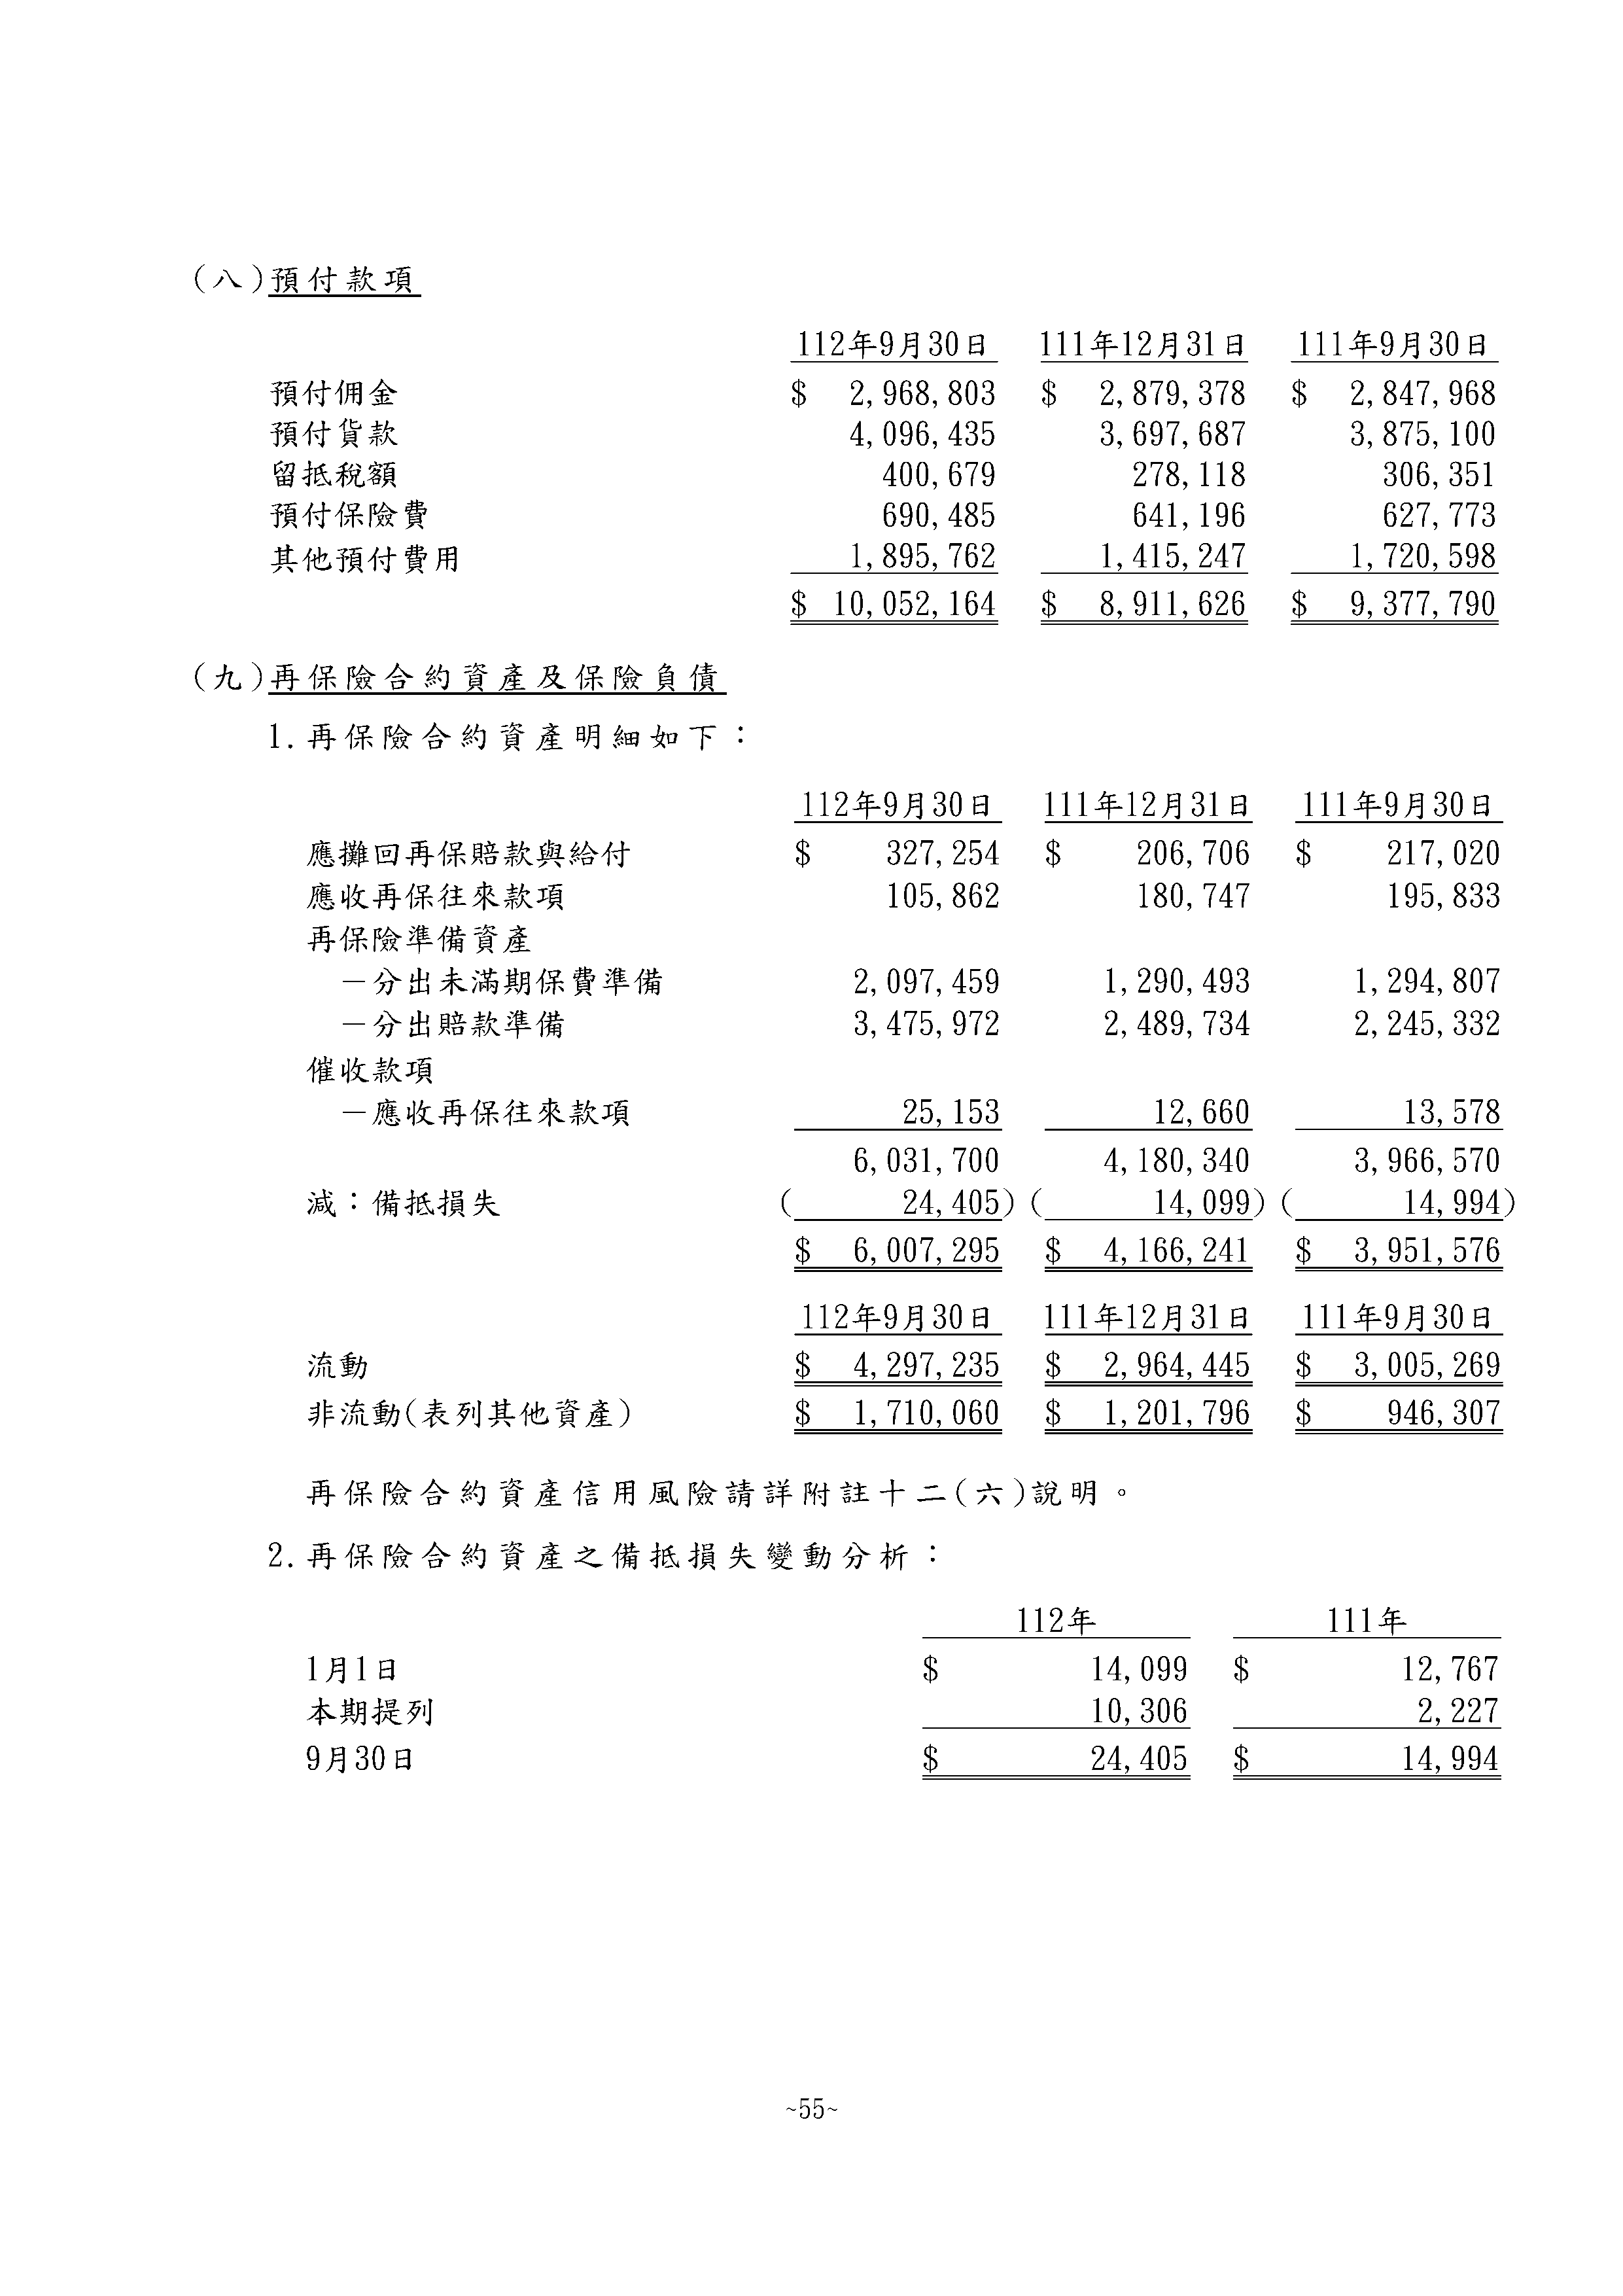 (八)預付款項
112年9月30日 111年12月31日 111年9月30日
預付佣金 $ 2,968,803 $ 2,879,378 $ 2,847,968
預付貨款 4,096,435 3,697,687 3,875,100
留抵稅額 400,679 278,118 306,351
預付保險費 690,485 641,196 627,773
其他預付費用 1,895,762 1,415,247 1,720,598
$ 10,052,164 $ 8,911,626 $ 9,377,790
(九)再保險合約資產及保險負債
1.再保險合約資產明細如下：
112年9月30日 111年12月31日 111年9月30日
應攤回再保賠款與給付 $ 327,254 $ 206,706 $ 217,020
應收再保往來款項 105,862 180,747 195,833
再保險準備資產
－分出未滿期保費準備 2,097,459 1,290,493 1,294,807
－分出賠款準備 3,475,972 2,489,734 2,245,332
催收款項
－應收再保往來款項 25,153 12,660 13,578
6,031,700 4,180,340 3,966,570
減：備抵損失 ( 24,405) ( 14,099) ( 14,994)
$ 6,007,295 $ 4,166,241 $ 3,951,576
112年9月30日 111年12月31日 111年9月30日
流動 $ 4,297,235 $ 2,964,445 $ 3,005,269
非流動(表列其他資產) $ 1,710,060 $ 1,201,796 $ 946,307
再保險合約資產信用風險請詳附註十二(六)說明。
2.再保險合約資產之備抵損失變動分析：
112年 111年
1月1日 $ 14,099 $ 12,767
本期提列 10,306 2,227
9月30日 $ 24,405 $ 14,994
~55~